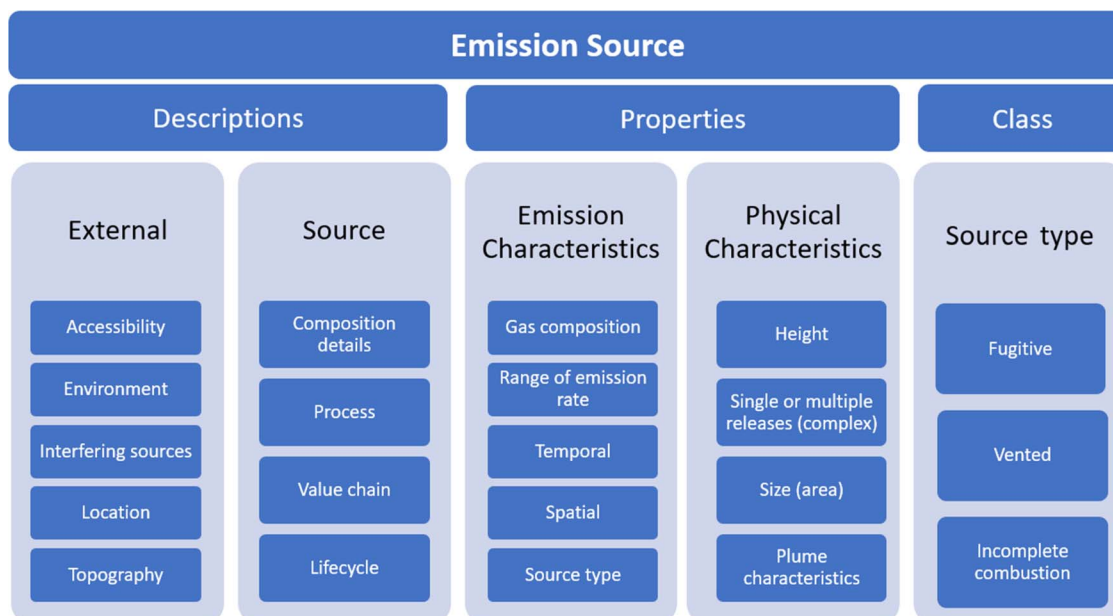 Emission Source
Descriptions
Properties
Class
External
Accessibility
Environment
Interfering sources
Location
Topography
Source
Composition
details
Process
Value chain
Lifecycle
Emission
Characteristics
Gas composition
Range of emission
rate
Temporal
Spatial
Source type
Physical
Characteristics
Height
Single or multiple
releases (complex)
Size (area)
Plume
characteristics
Source type
Fugitive
Vented
Incomplete
combustion